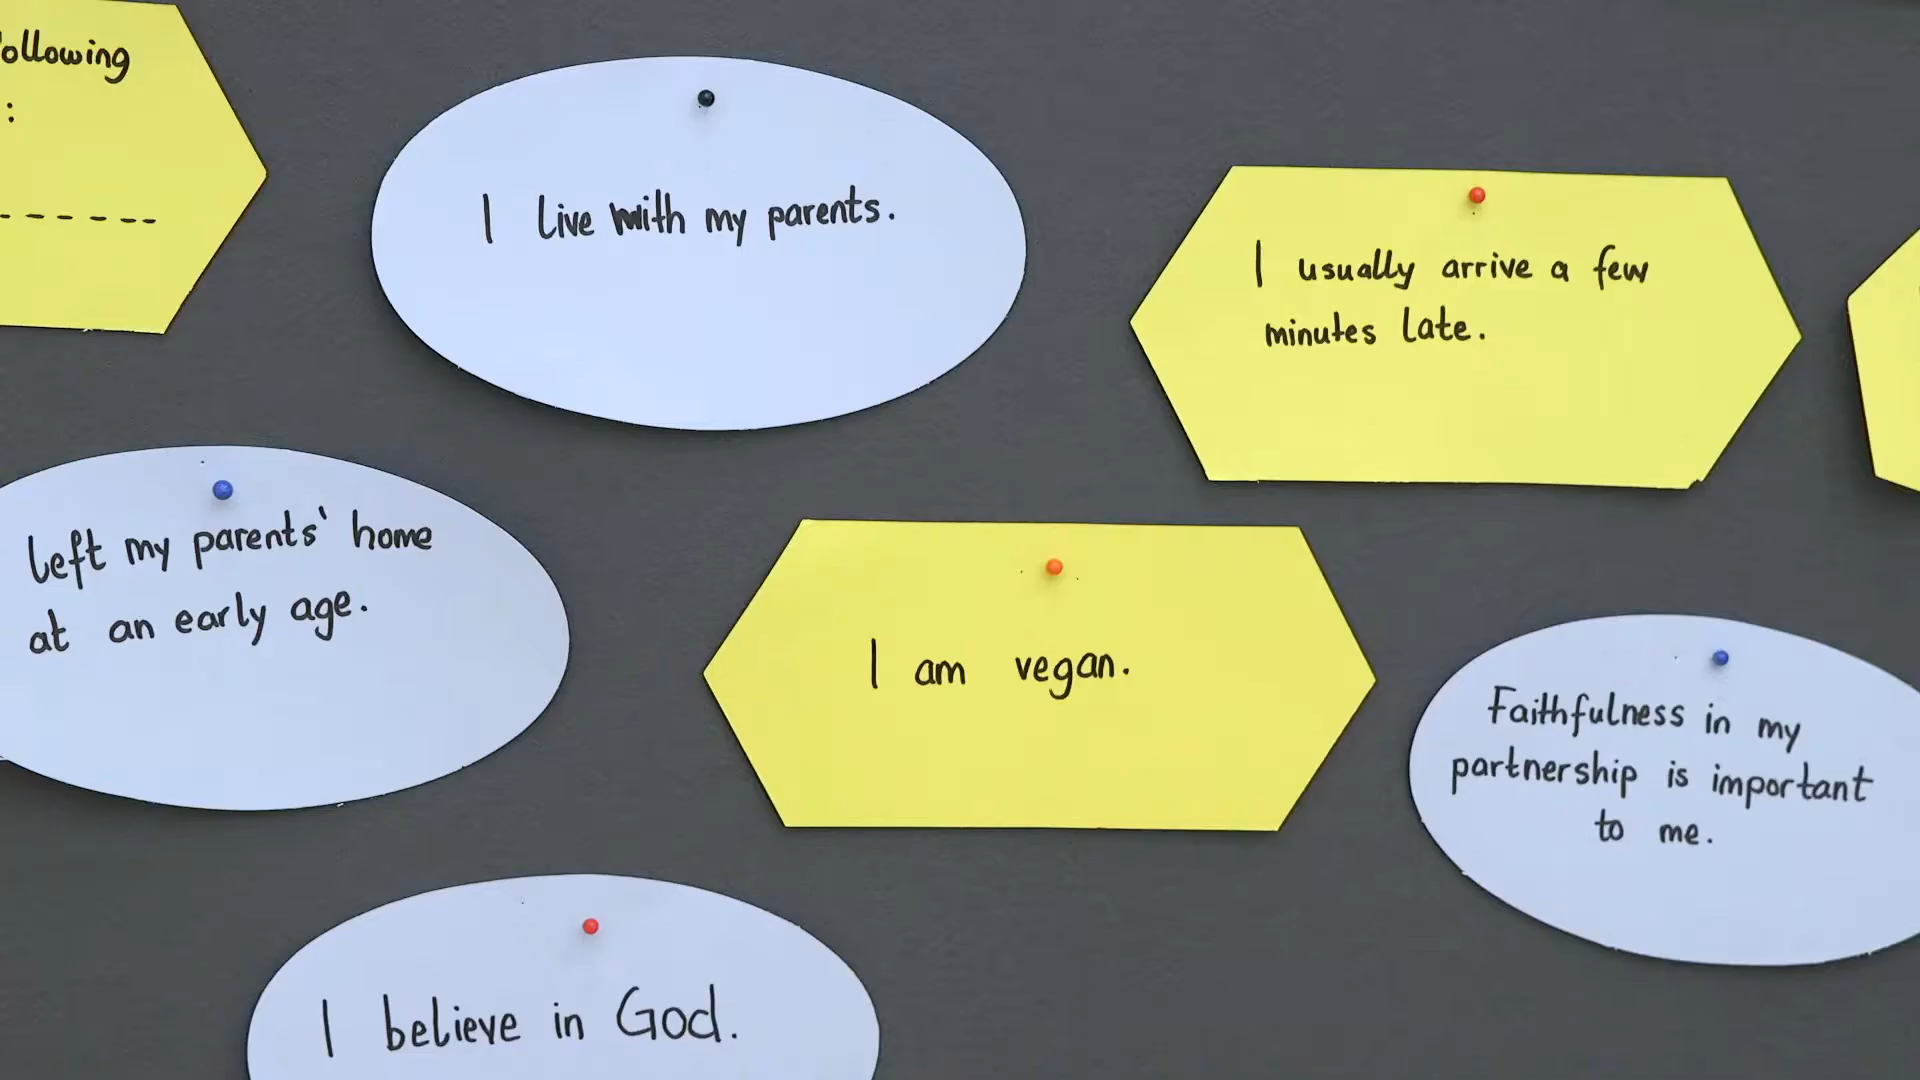 following
:
------
I live with my parents.
I usually arrive a few
minutes late.
left my parents' home
at an early age.
I am vegan.
Faithfulness in my
partnership is important
to me.
I believe in God.